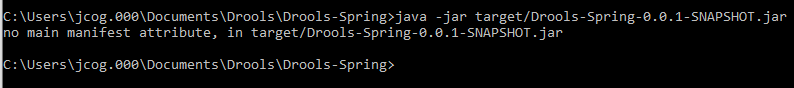 C:\Users\jcog.000\Documents\Drools\Drools-Spring>java -jar target/Drools-Spring-0.0.1-SNAPSHOT.jar
no main manifest attribute, in target/Drools-Spring-0.0.1-SNAPSHOT.jar
C:\Users\jcog.000\Documents\Drools\Drools-Spring>